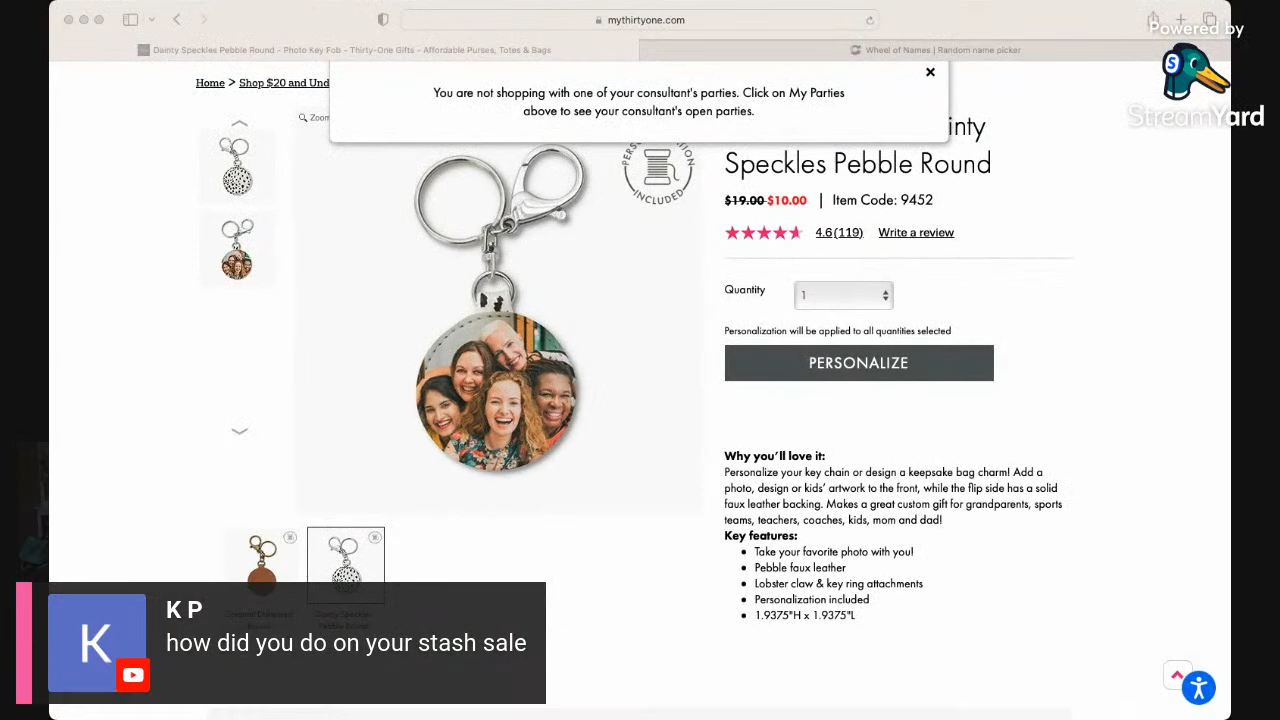 mythirtyone.com
Dainty Speckles Pebble Round - Photo Key Fob - Thirty-One Gifts - Affordable Purses, Totes & Bags
Wheel of Names | Random name picker
Powered by
S
StreamYard
Home > Shop $20 and Und
You are not shopping with one of your consultant's parties. Click on My Parties
above to see your consultant's open parties.
Zoom
PERSONALIZATION
INCLUDED
inty
Speckles Pebble Round
$19.00 $10.00 | Item Code: 9452
4.6 (119) Write a review
Quantity 1
Personalization will be applied to all quantities selected
PERSONALIZE
Why you'll love it:
Personalize your key chain or design a keepsake bag charm! Add a
photo, design or kids' artwork to the front, while the flip side has a solid
faux leather backing. Makes a great custom gift for grandparents, sports
teams, teachers, coaches, kids, mom and dad!
Key features:
• Take your favorite photo with you!
• Pebble faux leather
• Lobster claw & key ring attachments
• Personalization included
• 1.9375"H x 1.9375"L
K
K P
how did you do on your stash sale